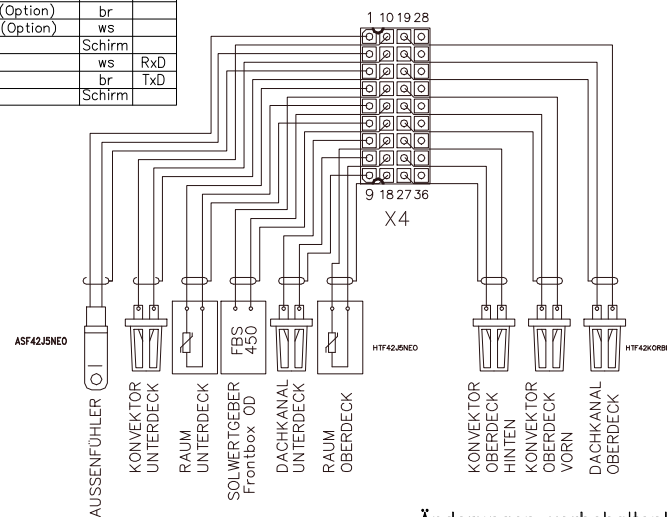 (Option) br
(Option) ws
Schirm
ws RxD
br TxD
Schirm
1 10 19 28
9 18 27 36
X4
ASF42J5NEO
FBS
450
HTF42J5NEO
AUSSENFÜHLER
KONVEKTOR
UNTERDECK
RAUM
UNTERDECK
SOLWERTGEBER
Frontbox OD
DACHKANAL
UNTERDECK
RAUM
OBERDECK
KONVEKTOR
OBERDECK
HINTEN
KONVEKTOR
OBERDECK
VORN
DACHKANAL
OBERDECK